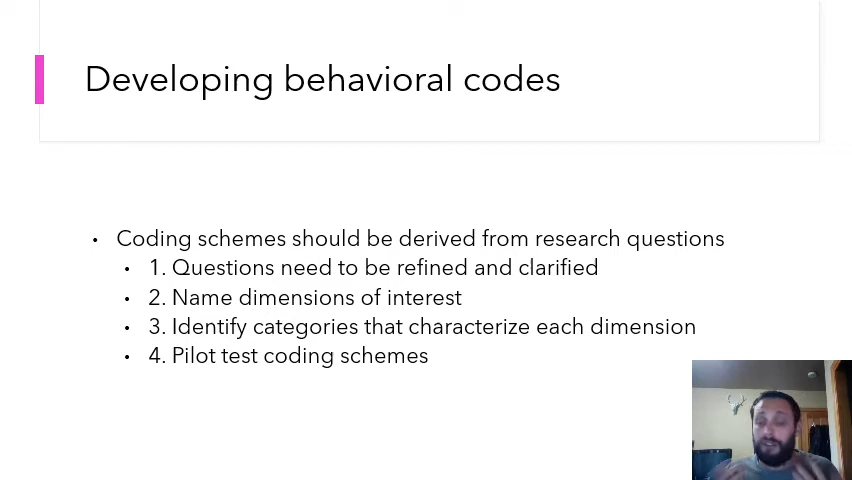 Developing behavioral codes
• Coding schemes should be derived from research questions
• 1. Questions need to be refined and clarified
• 2. Name dimensions of interest
• 3. Identify categories that characterize each dimension
• 4. Pilot test coding schemes